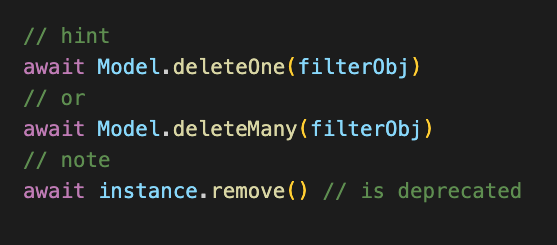 // hint
await Model.deleteOne(filterObj)
// or
await Model.deleteMany(filterObj)
// note
await instance.remove() // is deprecated